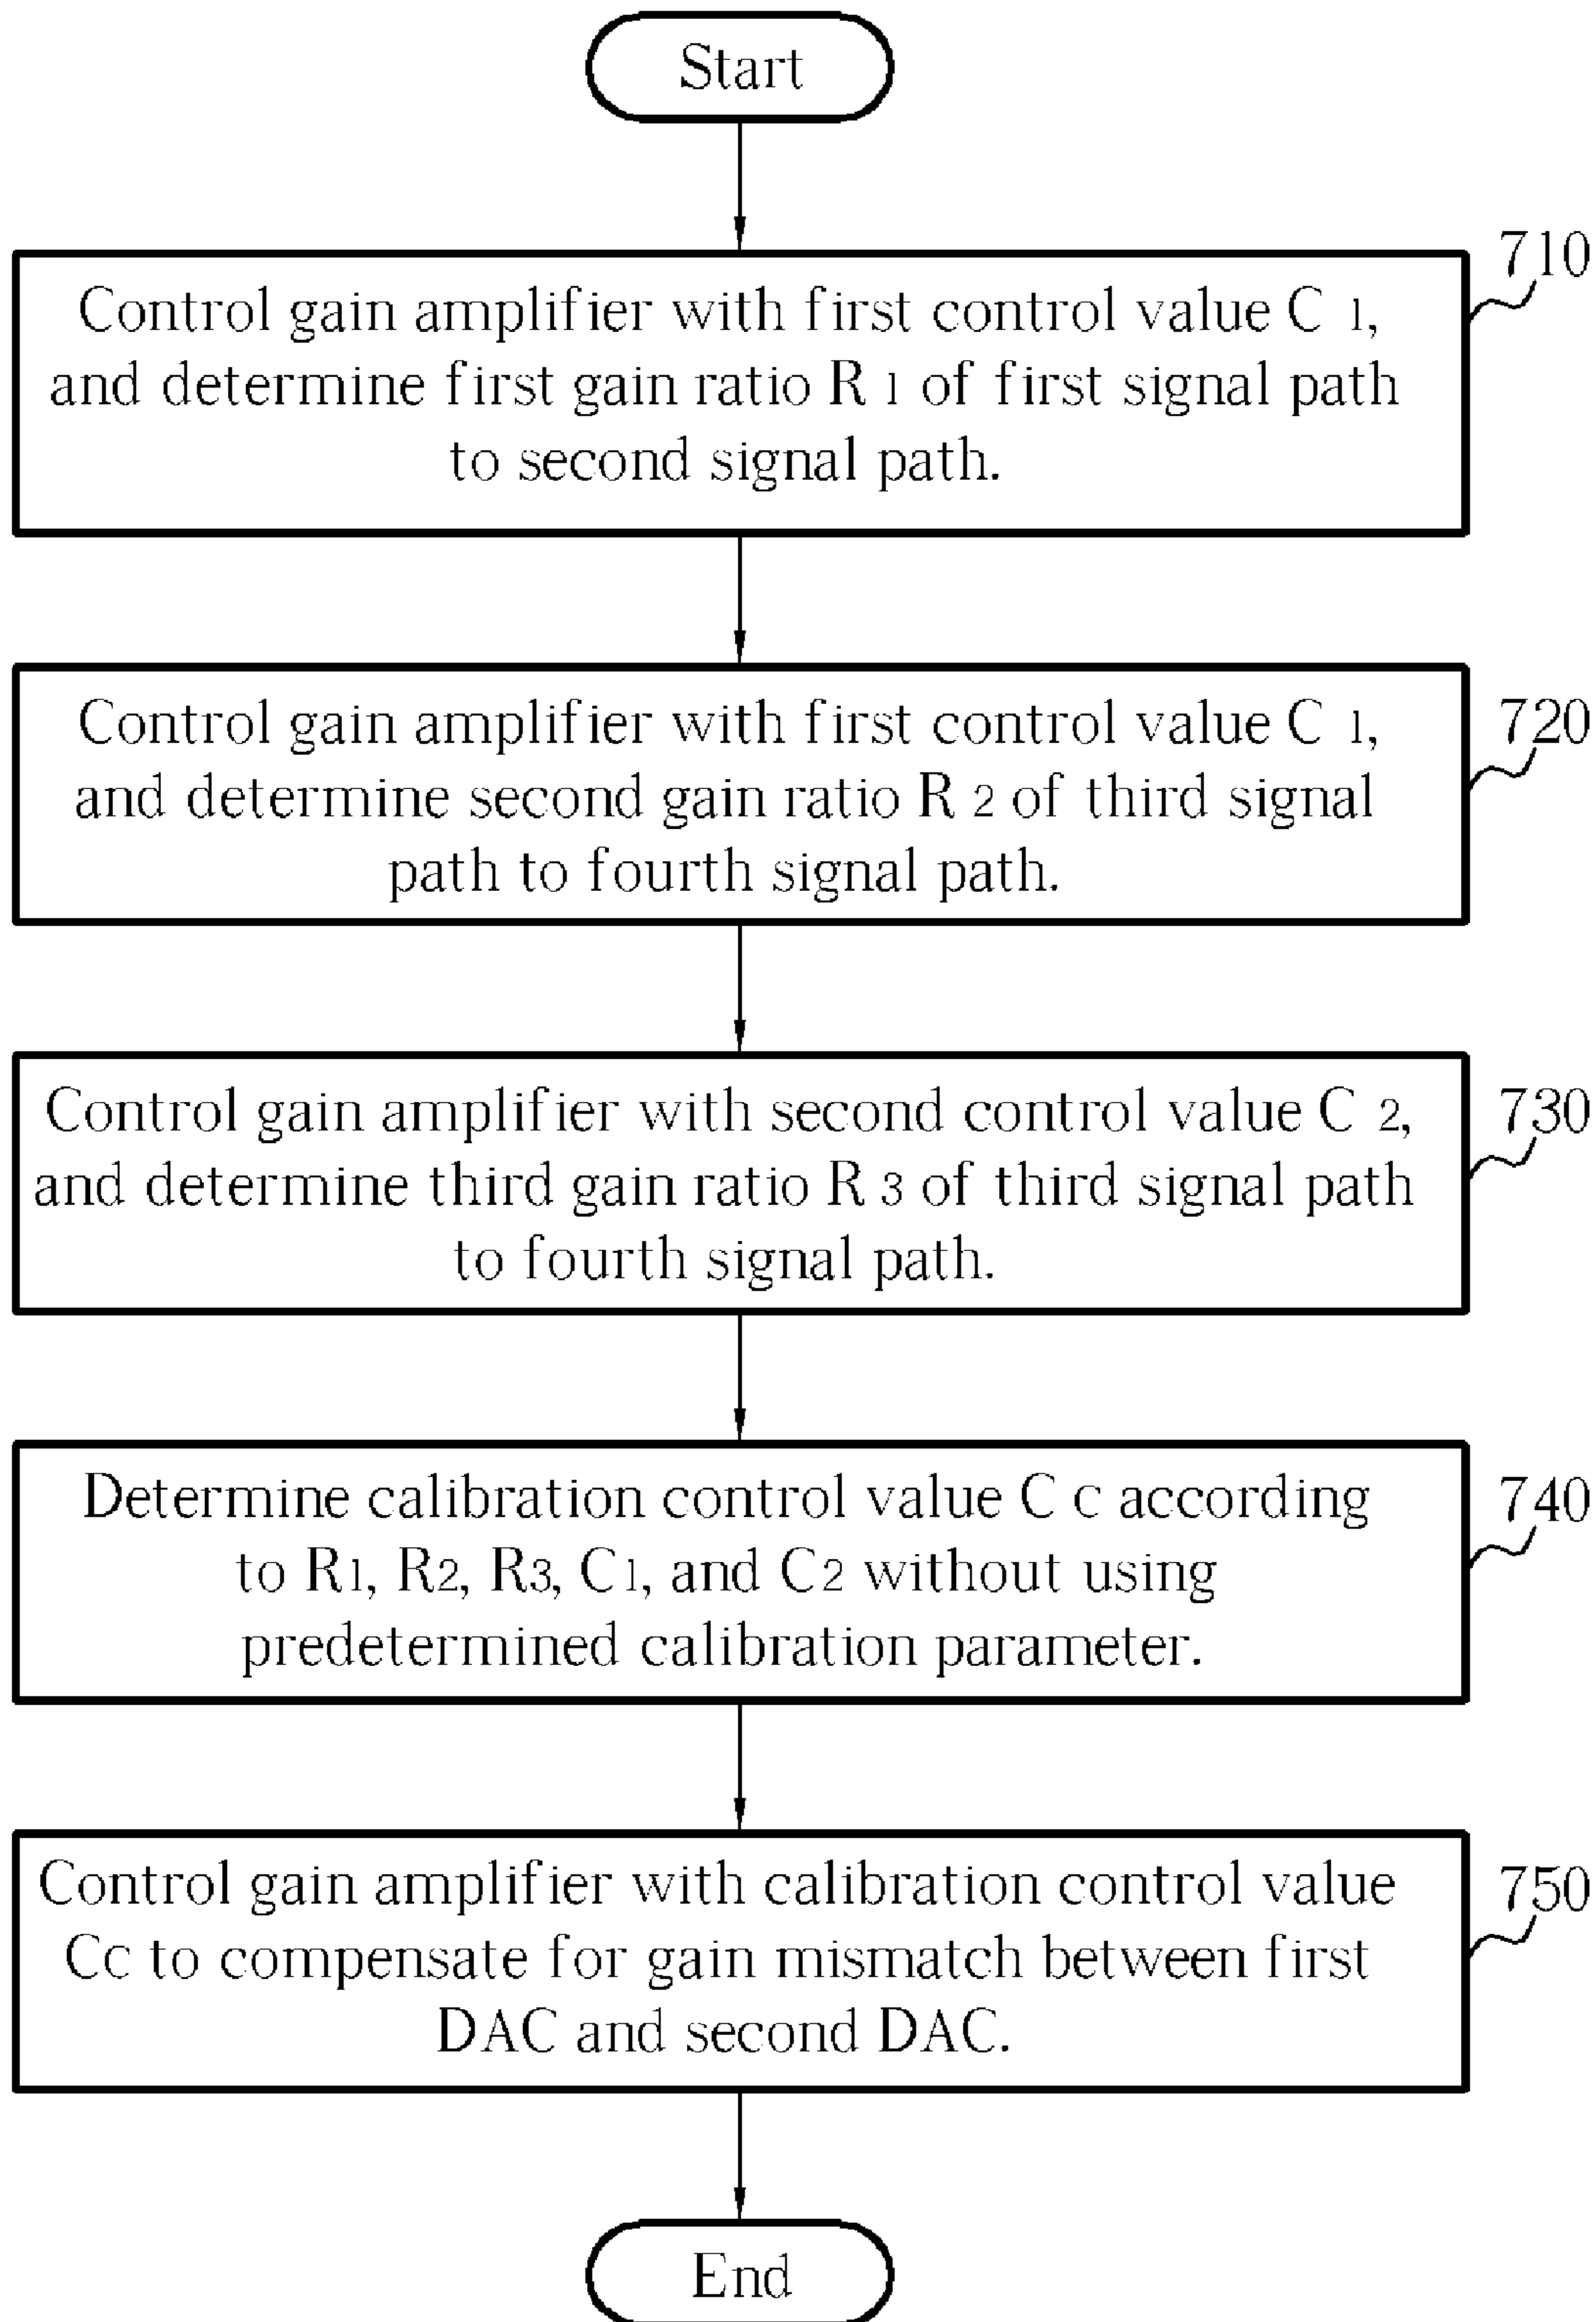 Start
710
Control gain amplifier with first control value C 1,
and determine first gain ratio R 1 of first signal path
to second signal path.
720
Control gain amplifier with first control value C 1,
and determine second gain ratio R 2 of third signal
path to fourth signal path.
730
Control gain amplifier with second control value C 2,
and determine third gain ratio R 3 of third signal path
to fourth signal path.
740
Determine calibration control value C C according
to R1, R2, R3, C1, and C2 without using
predetermined calibration parameter.
750
Control gain amplifier with calibration control value
CC to compensate for gain mismatch between first
DAC and second DAC.
End